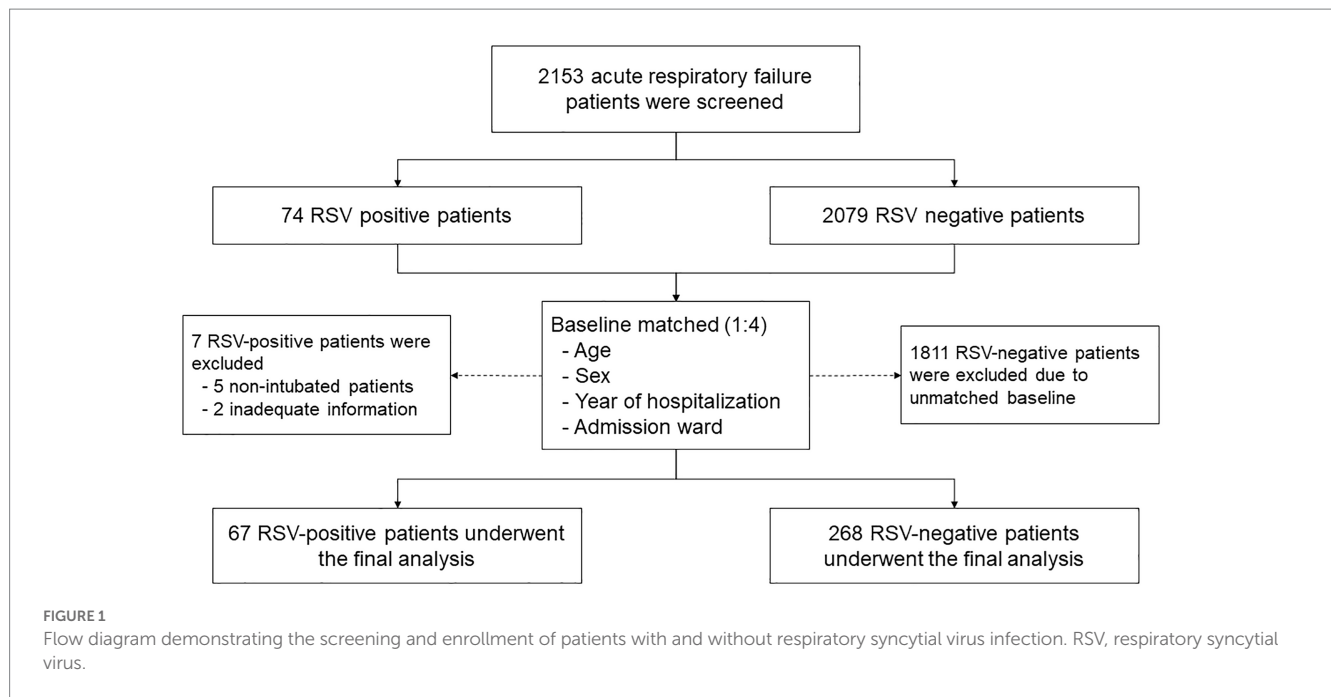 2153 acute respiratory failure
patients were screened
74 RSV positive patients
2079 RSV negative patients
7 RSV-positive patients were
excluded
- 5 non-intubated patients
- 2 inadequate information
Baseline matched (1:4)
- Age
- Sex
- Year of hospitalization
- Admission ward
1811 RSV-negative patients
were excluded due to
unmatched baseline
67 RSV-positive patients underwent
the final analysis
268 RSV-negative patients
underwent the final analysis
FIGURE 1
Flow diagram demonstrating the screening and enrollment of patients with and without respiratory syncytial virus infection. RSV, respiratory syncytial
virus.